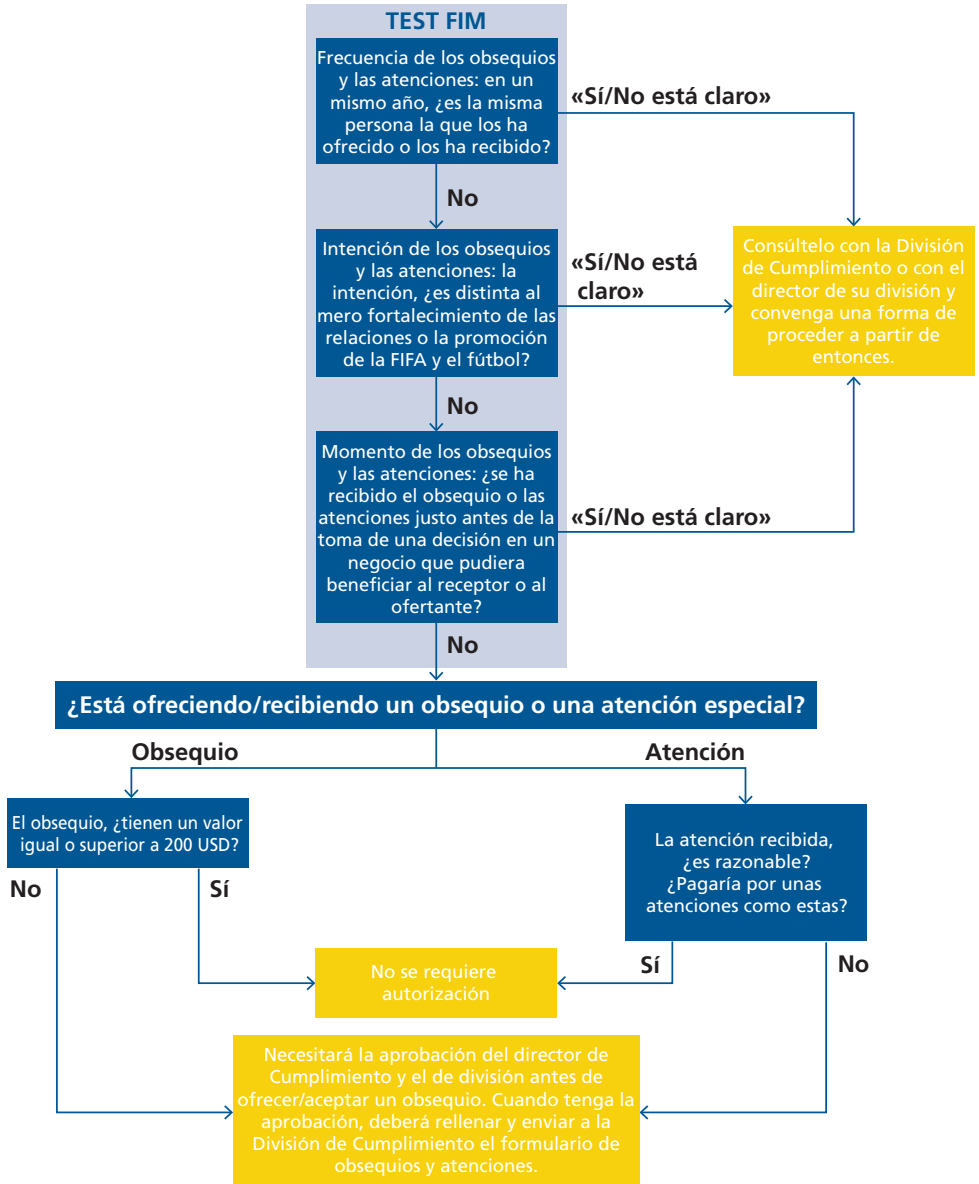 TEST FIM
Frecuencia de los obsequios
y las atenciones: en un
mismo año, ¿es la misma
persona la que los ha
ofrecido o los ha recibido?
«Sí/No está claro»
No
Intención de los obsequios
y las atenciones: la
intención, ¿es distinta al
mero fortalecimiento de las
relaciones o la promoción
de la FIFA y el fútbol?
«Sí/No está
claro»
Consúltelo con la División
de Cumplimiento o con el
director de su división y
convenga una forma de
proceder a partir de
entonces.
No
Momento de los obsequios
y las atenciones: ¿se ha
recibido el obsequio o las
atenciones justo antes de la
toma de una decisión en un
negocio que pudiera
beneficiar al receptor o al
ofertante?
«Sí/No está claro»
No
¿Está ofreciendo/recibiendo un obsequio o una atención especial?
Obsequio
Atención
El obsequio, ¿tienen un valor
igual o superior a 200 USD?
La atención recibida,
¿es razonable?
¿Pagaría por unas
atenciones como estas?
No
Sí
Sí
No
No se requiere
autorización
Necesitará la aprobación del director de
Cumplimiento y el de división antes de
ofrecer/aceptar un obsequio. Cuando tenga la
aprobación, deberá rellenar y enviar a la
División de Cumplimiento el formulario de
obsequios y atenciones.